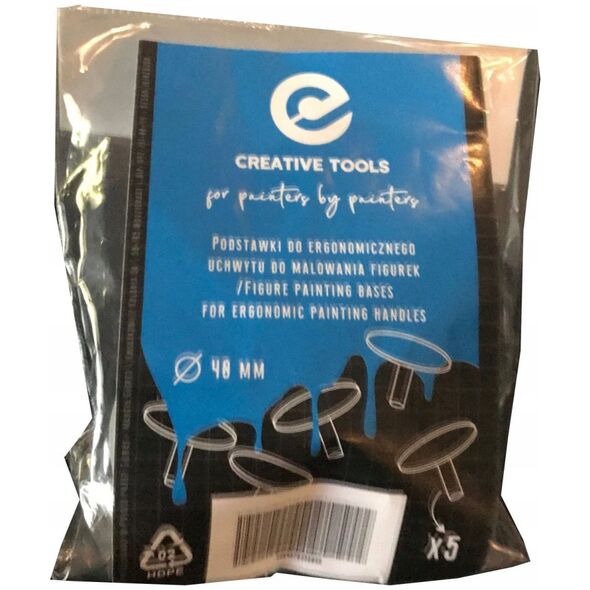 CREATIVE TOOLS
for painters by painters
PODSTAWKI DO ERGONOMICZNEGO
UCHWYTU DO MALOWANIA FIGUREK
/FIGURE PAINTING BASES
FOR ERGONOMIC PAINTING HANDLES
Ø 40 MM
X5
02
HDPE